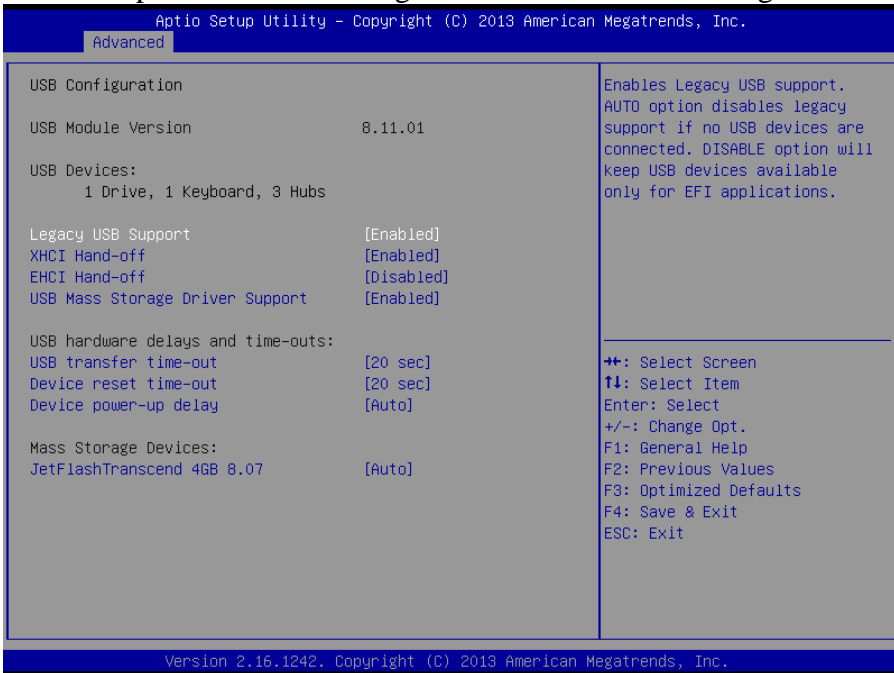 Aptio Setup Utility – Copyright (C) 2013 American Megatrends, Inc.
Advanced
USB Configuration
USB Module Version 8.11.01
USB Devices:
1 Drive, 1 Keyboard, 3 Hubs
Legacy USB Support [Enabled]
XHCI Hand-off [Enabled]
EHCI Hand-off [Disabled]
USB Mass Storage Driver Support [Enabled]
USB hardware delays and time-outs:
USB transfer time-out [20 sec]
Device reset time-out [20 sec]
Device power-up delay [Auto]
Mass Storage Devices:
JetFlashTranscend 4GB 8.07 [Auto]
Enables Legacy USB support.
AUTO option disables legacy
support if no USB devices are
connected. DISABLE option will
keep USB devices available
only for EFI applications.
→←: Select Screen
↑↓: Select Item
Enter: Select
+/-: Change Opt.
F1: General Help
F2: Previous Values
F3: Optimized Defaults
F4: Save & Exit
ESC: Exit
Version 2.16.1242. Copyright (C) 2013 American Megatrends, Inc.